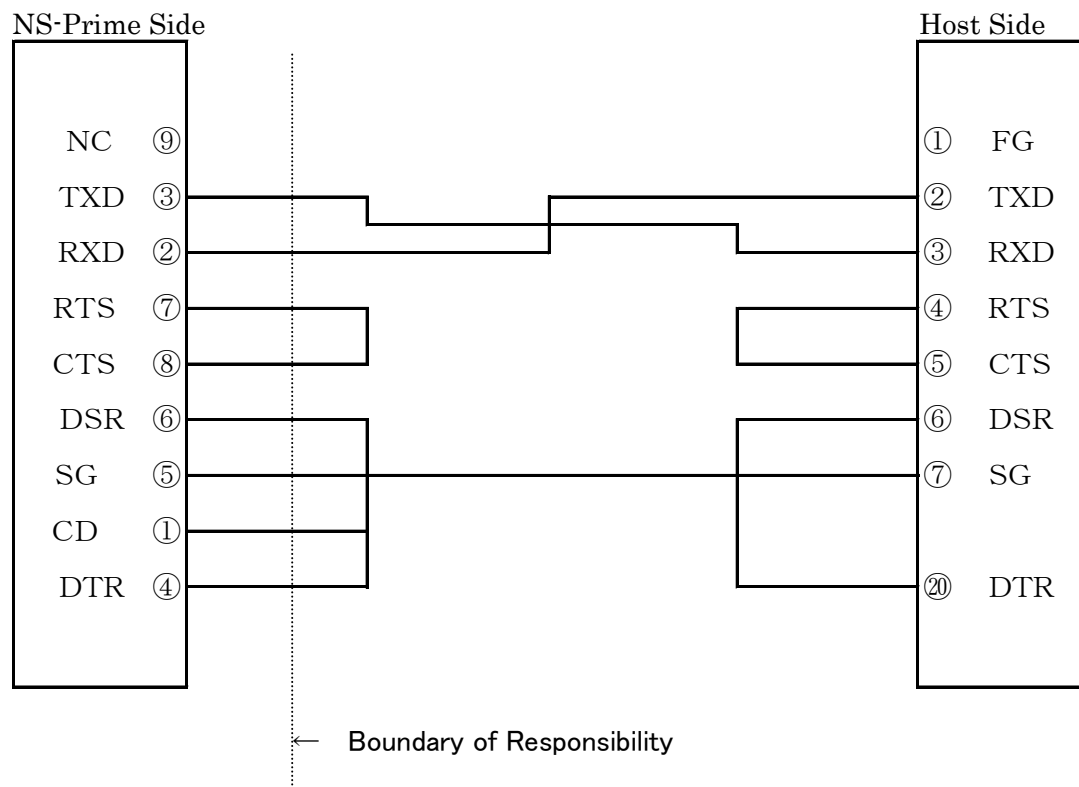 NS-Prime Side Host Side
NC ⑨ ① FG
TXD ③ ② TXD
RXD ② ③ RXD
RTS ⑦ ④ RTS
CTS ⑧ ⑤ CTS
DSR ⑥ ⑥ DSR
SG ⑤ ⑦ SG
CD ①
DTR ④ ⑳ DTR
← Boundary of Responsibility